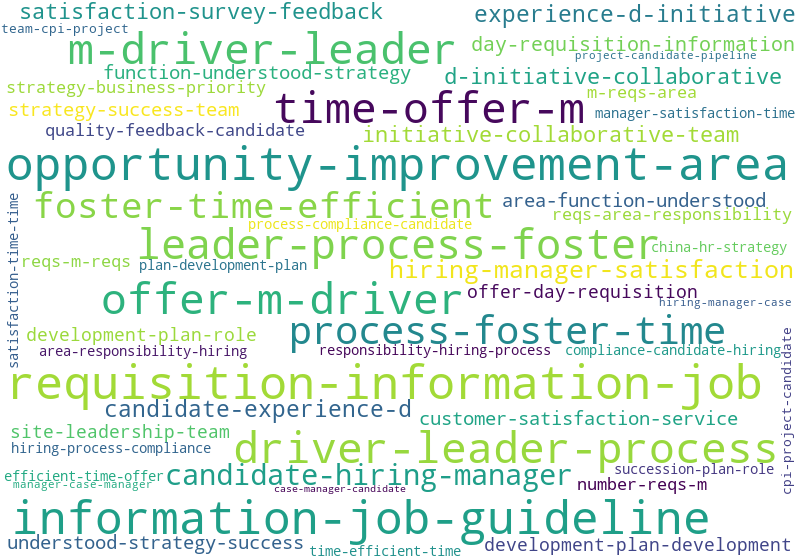 satisfaction-survey-feedback
experience-d-initiative
team-cpi-project
m-driver-leader
day-requisition-information
project-candidate-pipeline
function-understood-strategy
d-initiative-collaborative
strategy-business-priority
m-reqs-area
strategy-success-team
time-offer-m
manager-satisfaction-time
quality-feedback-candidate
initiative-collaborative-team
opportunity-improvement-area
satisfaction-time-time
foster-time-efficient
area-function-understood
reqs-area-responsibility
process-compliance-candidate
leader-process-foster
china-hr-strategy
reqs-m-reqs
plan-development-plan
hiring-manager-satisfaction
offer-m-driver
offer-day-requisition
hiring-manager-case
development-plan-role
process-foster-time
area-responsibility-hiring
responsibility-hiring-process
compliance-candidate-hiring
cpi-project-candidate
requisition-information-job
candidate-experience-d
customer-satisfaction-service
site-leadership-team
driver-leader-process
hiring-process-compliance
efficient-time-offer
candidate-hiring-manager
succession-plan-role
manager-case-manager
case-manager-candidate
number-reqs-m
information-job-guideline
understood-strategy-success
time-efficient-time
development-plan-development